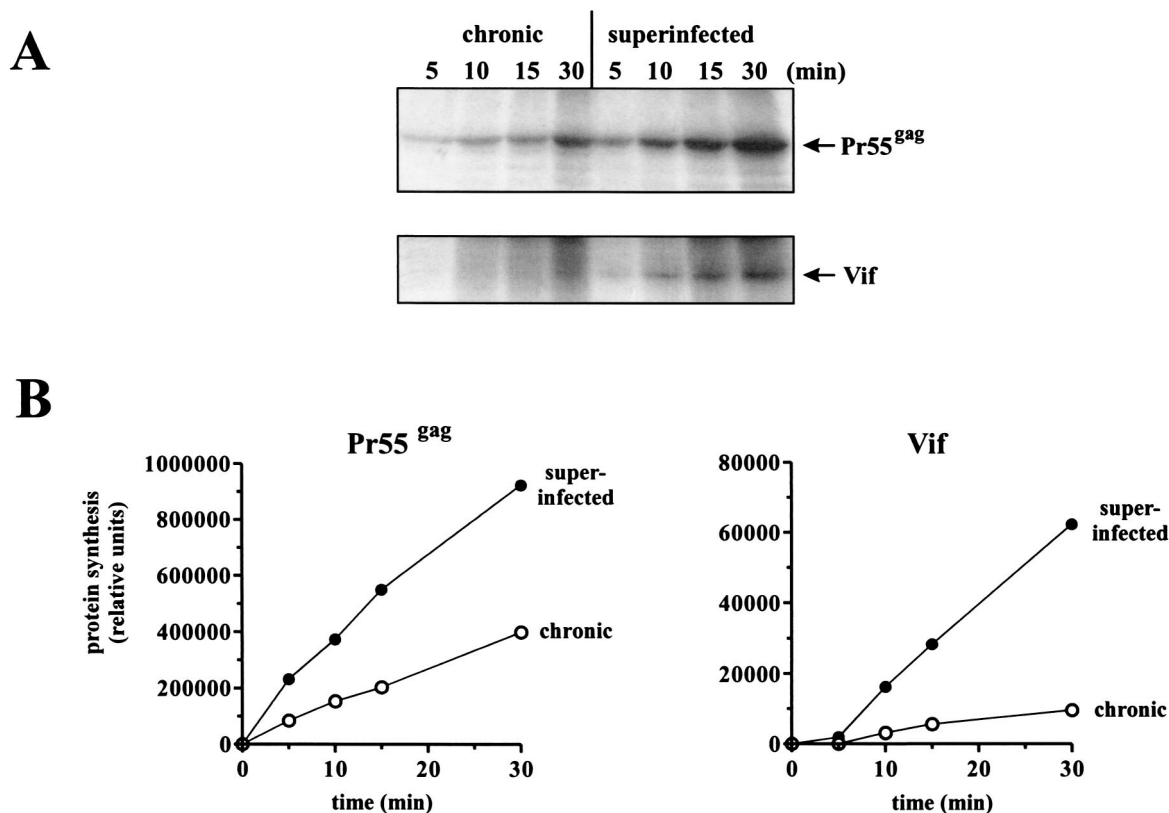 A
chronic superinfected
5 10 15 30 5 10 15 30 (min)
Pr55gag
Vif
B
Pr55 gag
1000000
800000
600000
400000
200000
0
protein synthesis
(relative units)
super-
infected
chronic
0 10 20 30
time (min)
Vif
80000
60000
40000
20000
0
super-
infected
chronic
0 10 20 30
time (min)